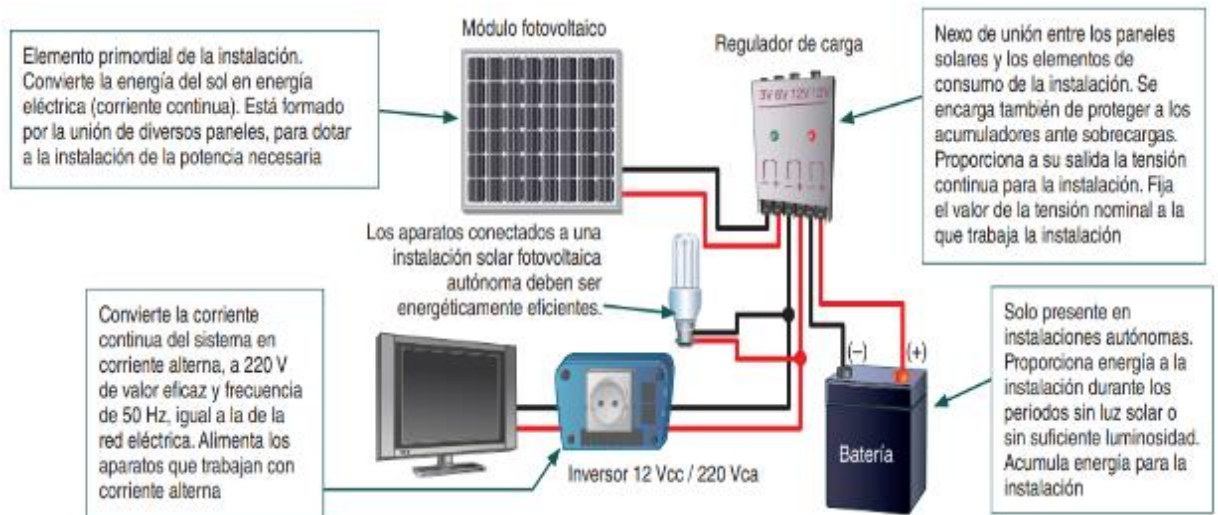 Módulo fotovoltaico
Regulador de carga
Elemento primordial de la instalación.
Convierte la energía del sol en energía
eléctrica (corriente continua). Está formado
por la unión de diversos paneles, para dotar
a la instalación de la potencia necesaria
3V 6V 12V 12V
Nexo de unión entre los paneles
solares y los elementos de
consumo de la instalación. Se
encarga también de proteger a los
acumuladores ante sobrecargas.
Proporciona a su salida la tensión
continua para la instalación. Fija
el valor de la tensión nominal a la
que trabaja la instalación
Los aparatos conectados a una
instalación solar fotovoltaica
autónoma deben ser
energéticamente eficientes.
Convierte la corriente
continua del sistema en
corriente alterna, a 220 V
de valor eficaz y frecuencia
de 50 Hz, igual a la de la
red eléctrica. Alimenta los
aparatos que trabajan con
corriente alterna
Inversor 12 Vcc / 220 Vca
(–) (+)
Batería
Solo presente en
instalaciones autónomas.
Proporciona energía a la
instalación durante los
periodos sin luz solar o
sin suficiente luminosidad.
Acumula energía para la
instalación